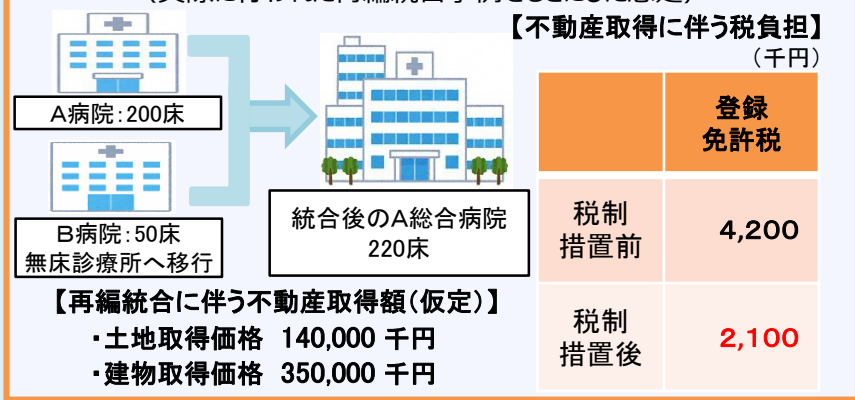 【不動産取得に伴う税負担】
（千円）
A病院：200床
B病院：50床
無床診療所へ移行
統合後のA総合病院
220床
登録
免許税
税制
措置前
4,200
税制
措置後
2,100
【再編統合に伴う不動産取得額（仮定）】
・土地取得価格 140,000 千円
・建物取得価格 350,000 千円